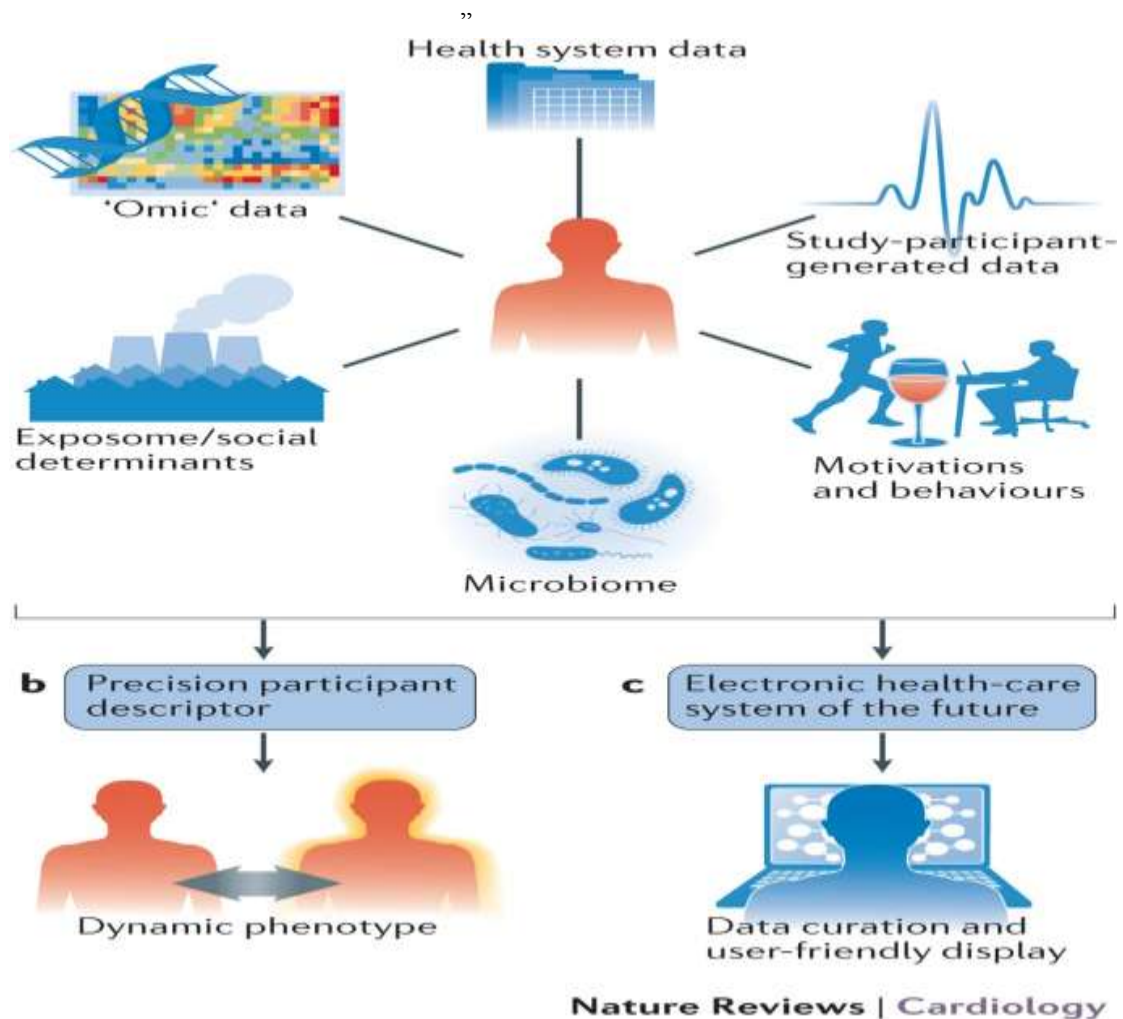 ”
Health system data
'Omic' data
Study-participant-
generated data
Exposome/social
determinants
Motivations
and behaviours
Microbiome
b Precision participant
descriptor
c Electronic health-care
system of the future
Dynamic phenotype
Data curation and
user-friendly display
Nature Reviews | Cardiology